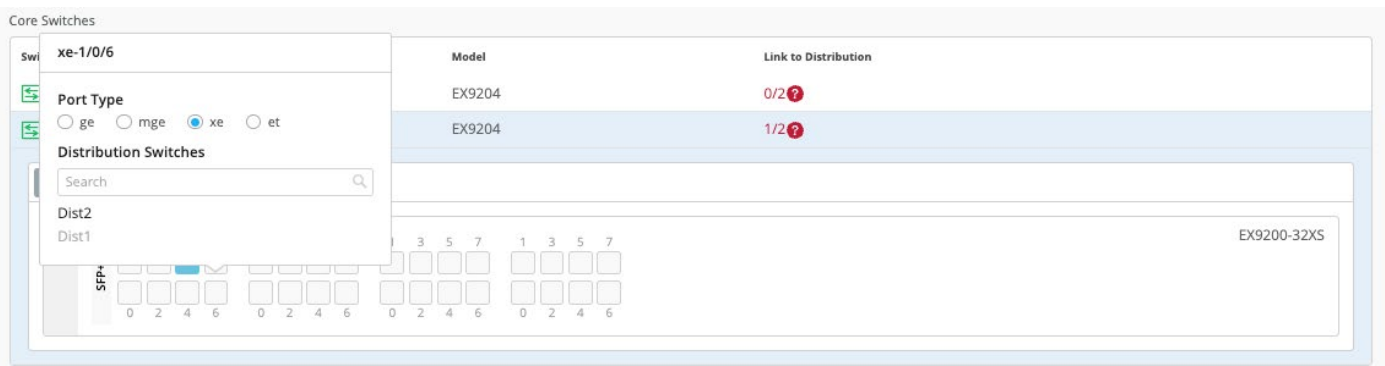 Core Switches
Swi
Model
Link to Distribution
xe-1/0/6
EX9204
0/2?
Port Type
ge mge xe et
EX9204
1/2?
Distribution Switches
Search
Dist2
Dist1
EX9200-32XS
3 5 7 1 3 5 7
SFP+
0 2 4 6 0 2 4 6 0 2 4 6 0 2 4 6